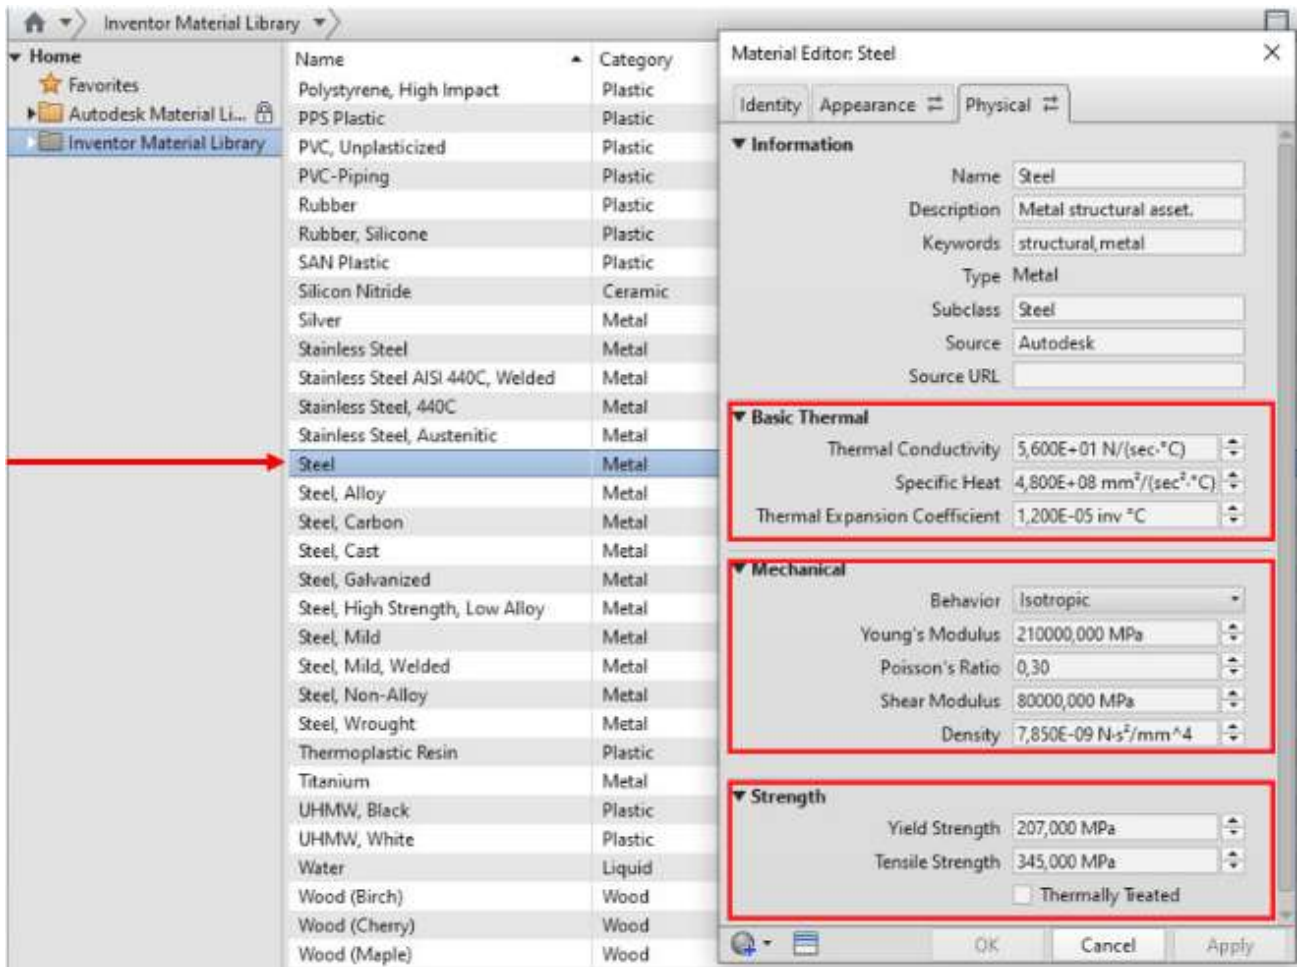 Inventor Material Library
Home
Favorites
Autodesk Material Li...
Inventor Material Library
Name Category
Polystyrene, High Impact Plastic
PPS Plastic Plastic
PVC, Unplasticized Plastic
PVC-Piping Plastic
Rubber Plastic
Rubber, Silicone Plastic
SAN Plastic Plastic
Silicon Nitride Ceramic
Silver Metal
Stainless Steel Metal
Stainless Steel AISI 440C, Welded Metal
Stainless Steel, 440C Metal
Stainless Steel, Austenitic Metal
Steel Metal
Steel, Alloy Metal
Steel, Carbon Metal
Steel, Cast Metal
Steel, Galvanized Metal
Steel, High Strength, Low Alloy Metal
Steel, Mild Metal
Steel, Mild, Welded Metal
Steel, Non-Alloy Metal
Steel, Wrought Metal
Thermoplastic Resin Plastic
Titanium Metal
UHMW, Black Plastic
UHMW, White Plastic
Water Liquid
Wood (Birch) Wood
Wood (Cherry) Wood
Wood (Maple) Wood
Material Editor: Steel
Identity Appearance Physical
Information
Name Steel
Description Metal structural asset.
Keywords structural,metal
Type Metal
Subclass Steel
Source Autodesk
Source URL
Basic Thermal
Thermal Conductivity 5,600E+01 N/(sec·°C)
Specific Heat 4,800E+08 mm²/(sec²·°C)
Thermal Expansion Coefficient 1,200E-05 inv °C
Mechanical
Behavior Isotropic
Young's Modulus 210000,000 MPa
Poisson's Ratio 0,30
Shear Modulus 80000,000 MPa
Density 7,850E-09 N·s²/mm^4
Strength
Yield Strength 207,000 MPa
Tensile Strength 345,000 MPa
Thermally Treated
OK Cancel Apply